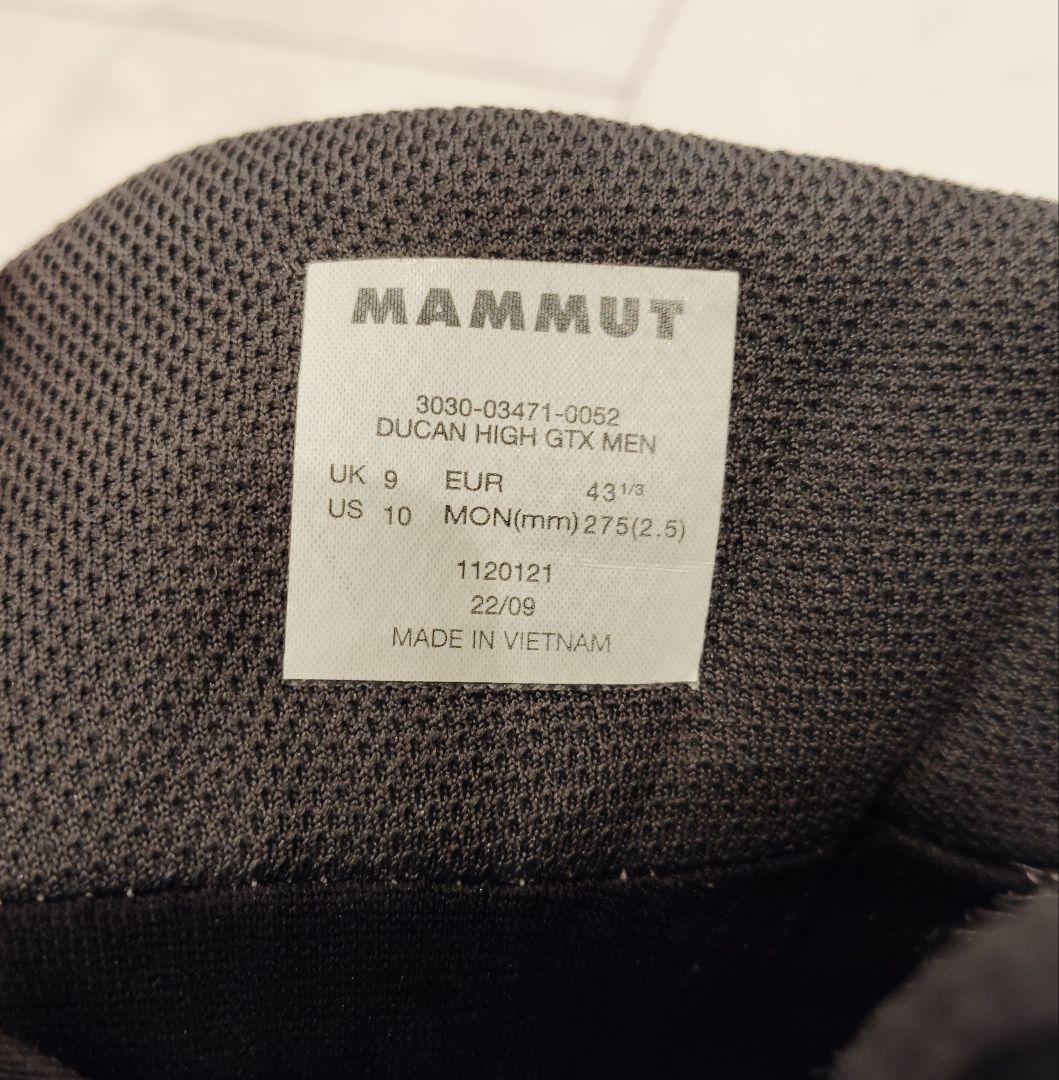 MAMMUT
3030-03471-0052
DUCAN HIGH GTX MEN
UK 9 EUR 43 1/3
US 10 MON(mm) 275(2.5)
1120121
22/09
MADE IN VIETNAM